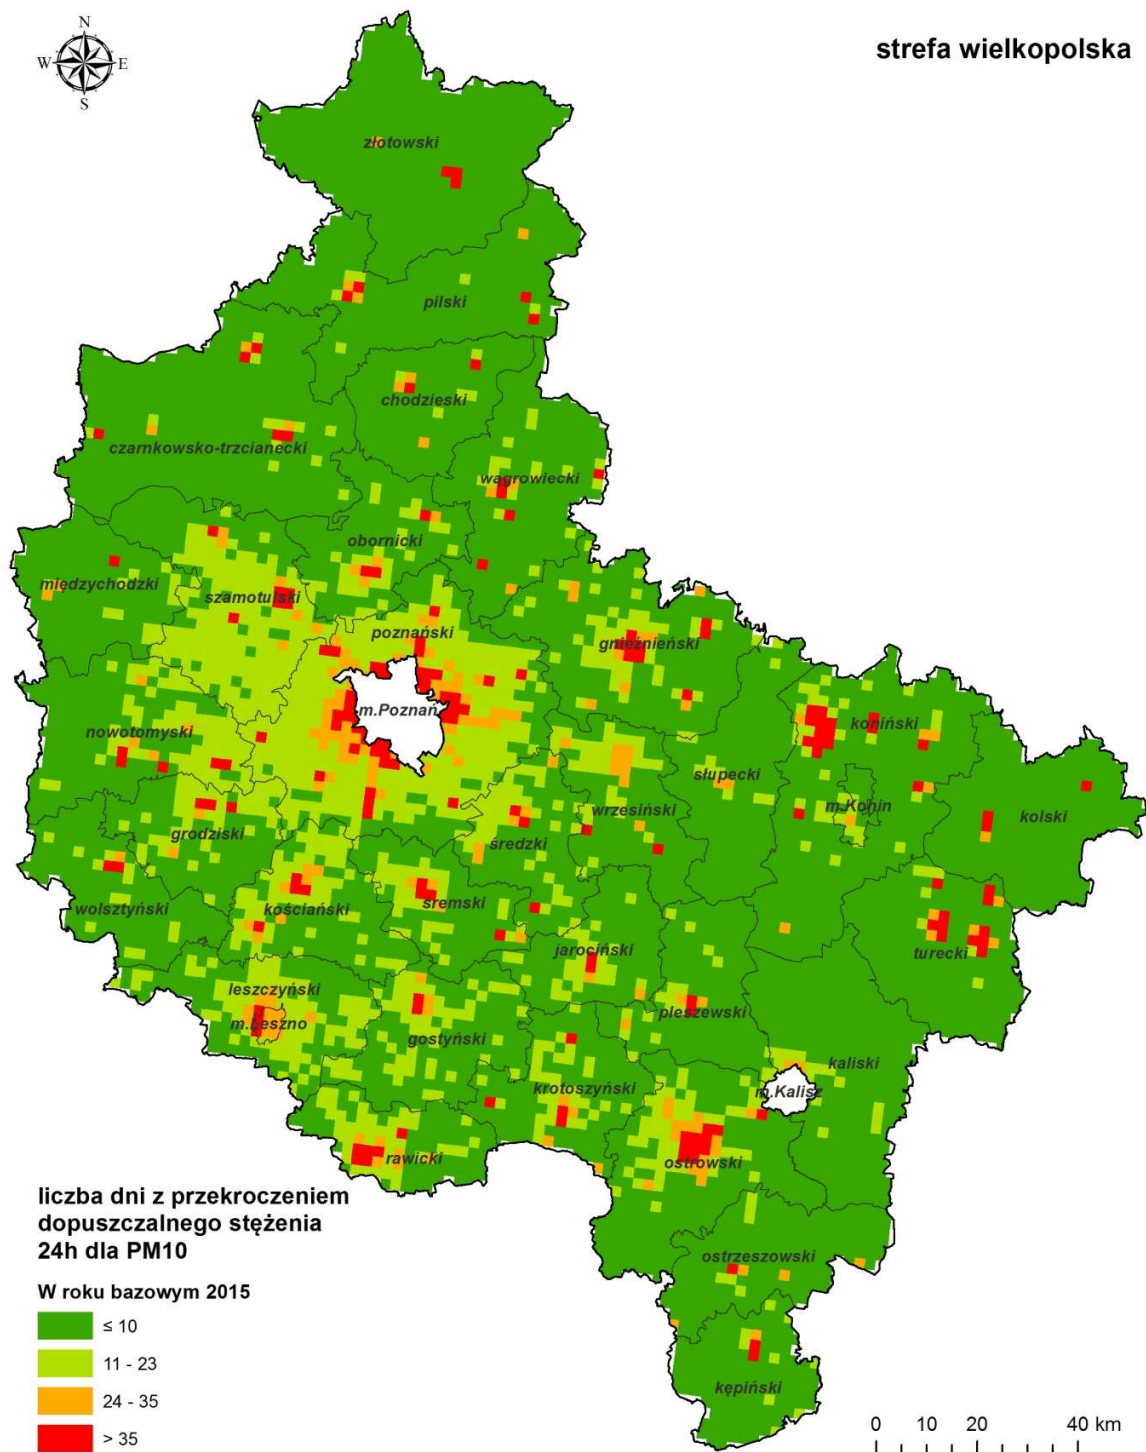 N
strefa wielkopolska
W E
S
złotowski
pilski
chodzieski
czarnkowsko-trzcianecki
wągrowiecki
obornicki
międzychodzki
szamotulski
poznański
gnieźnieński
m.Poznań
koniński
nowotomyski
słupecki
wrzesiński
m.Konin
kolski
grodziski
średzki
wolsztyński
kościański
śremski
jarociński
turecki
leszczyński
pleszewski
m.Leszno
gostyński
kaliski
krotoszyński
m.Kalisz
rawicki
ostrowski
liczba dni z przekroczeniem
dopuszczalnego stężenia
24h dla PM10
ostrzeszowski
W roku bazowym 2015
≤ 10
11 - 23
kępiński
24 - 35
0 10 20 40 km
> 35